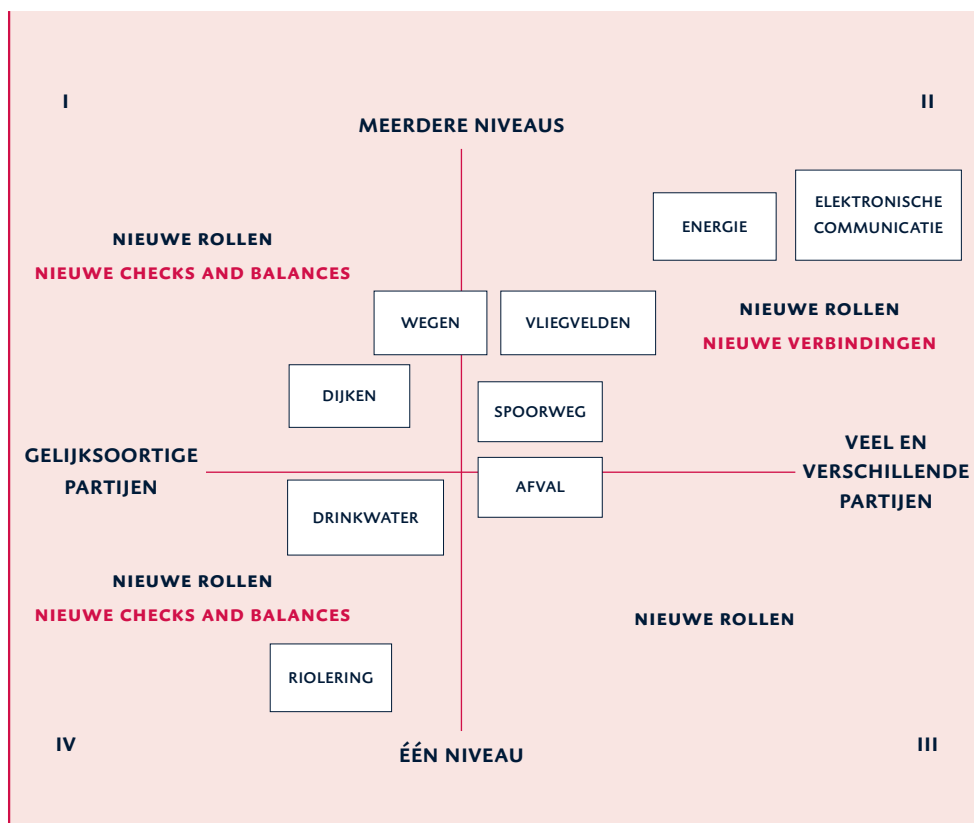 I
II
MEERDERE NIVEAUS
ENERGIE
ELEKTRONISCHE
COMMUNICATIE
NIEUWE ROLLEN
NIEUWE CHECKS AND BALANCES
WEGEN
VLIEGVELDEN
NIEUWE ROLLEN
NIEUWE VERBINDINGEN
DIJKEN
SPOORWEG
GELIJKSOORTIGE
PARTIJEN
VEEL EN
VERSCHILLENDE
PARTIJEN
AFVAL
DRINKWATER
NIEUWE ROLLEN
NIEUWE CHECKS AND BALANCES
NIEUWE ROLLEN
RIOLERING
IV
ÉÉN NIVEAU
III